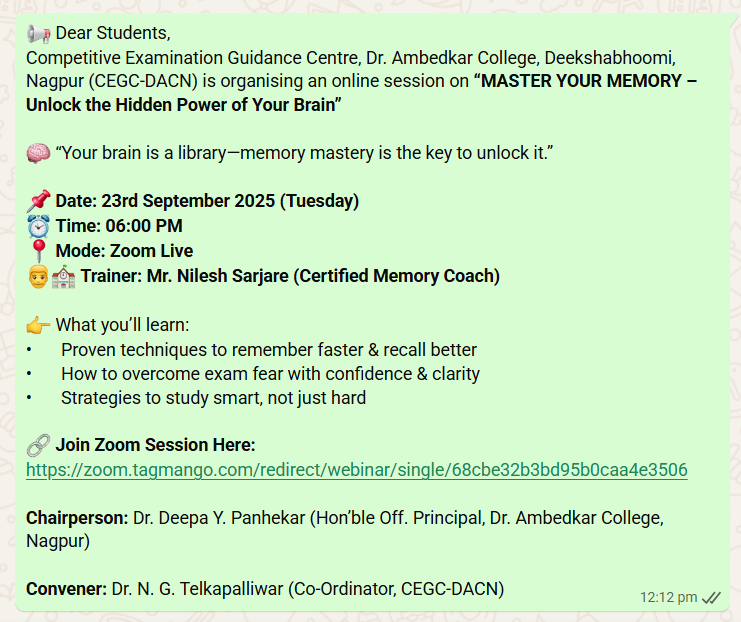 📢 Dear Students,
Competitive Examination Guidance Centre, Dr. Ambedkar College, Deekshabhoomi,
Nagpur (CEGC-DACN) is organising an online session on “MASTER YOUR MEMORY –
Unlock the Hidden Power of Your Brain”
🧠 “Your brain is a library—memory mastery is the key to unlock it.”
📌 Date: 23rd September 2025 (Tuesday)
⏰ Time: 06:00 PM
📍 Mode: Zoom Live
👨‍🏫 Trainer: Mr. Nilesh Sarjare (Certified Memory Coach)
👉 What you’ll learn:
• Proven techniques to remember faster & recall better
• How to overcome exam fear with confidence & clarity
• Strategies to study smart, not just hard
🔗 Join Zoom Session Here:
https://zoom.tagmango.com/redirect/webinar/single/68cbe32b3bd95b0caa4e3506
Chairperson: Dr. Deepa Y. Panhekar (Hon’ble Off. Principal, Dr. Ambedkar College,
Nagpur)
Convener: Dr. N. G. Telkapalliwar (Co-Ordinator, CEGC-DACN)
12:12 pm